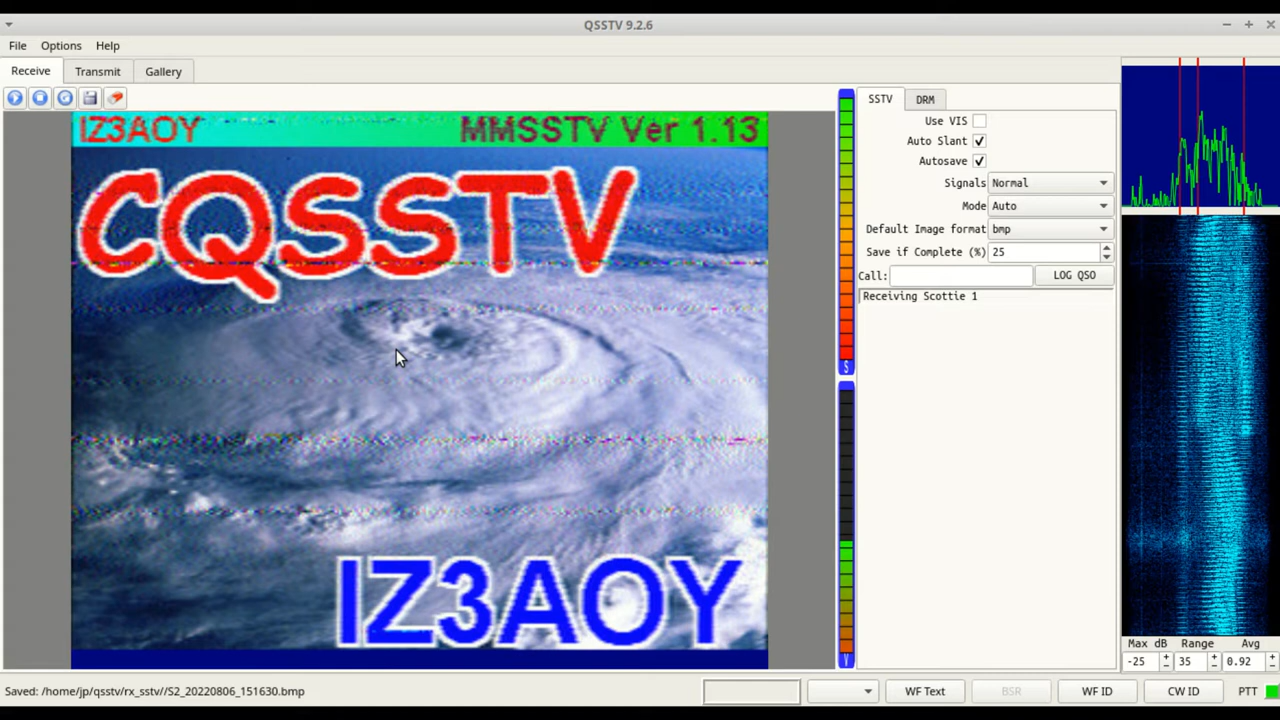 QSSTV 9.2.6
File Options Help
Receive Transmit Gallery
IZ3AOY MMSSTV Ver 1.13
CQSSTV
IZ3AOY
S
V
SSTV DRM
Use VIS
Auto Slant
Autosave
Signals Normal
Mode Auto
Default Image format bmp
Save if Complete (%) 25
Call: LOG QSO
Receiving Scottie 1
Max dB Range Avg
-25 35 0.92
Saved: /home/jp/qsstv/rx_sstv//S2_20220806_151630.bmp
WF Text BSR WF ID CW ID PTT